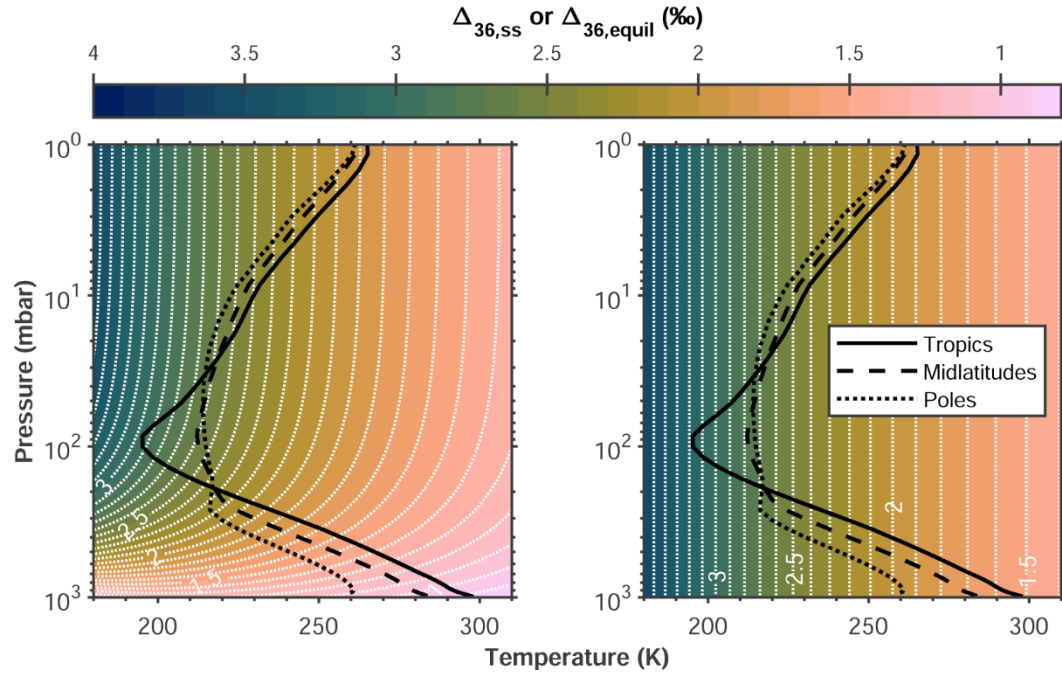 Δ36,ss or Δ36,equil (‰)
4 3.5 3 2.5 2 1.5 1
10^0 10^0
10^1 10^1
Tropics
Midlatitudes
Poles
Pressure (mbar)
10^2 10^2
3
2.5 2
2 3 2.5 1.5
1.5 1
10^3 10^3
200 250 300 200 250 300
Temperature (K)